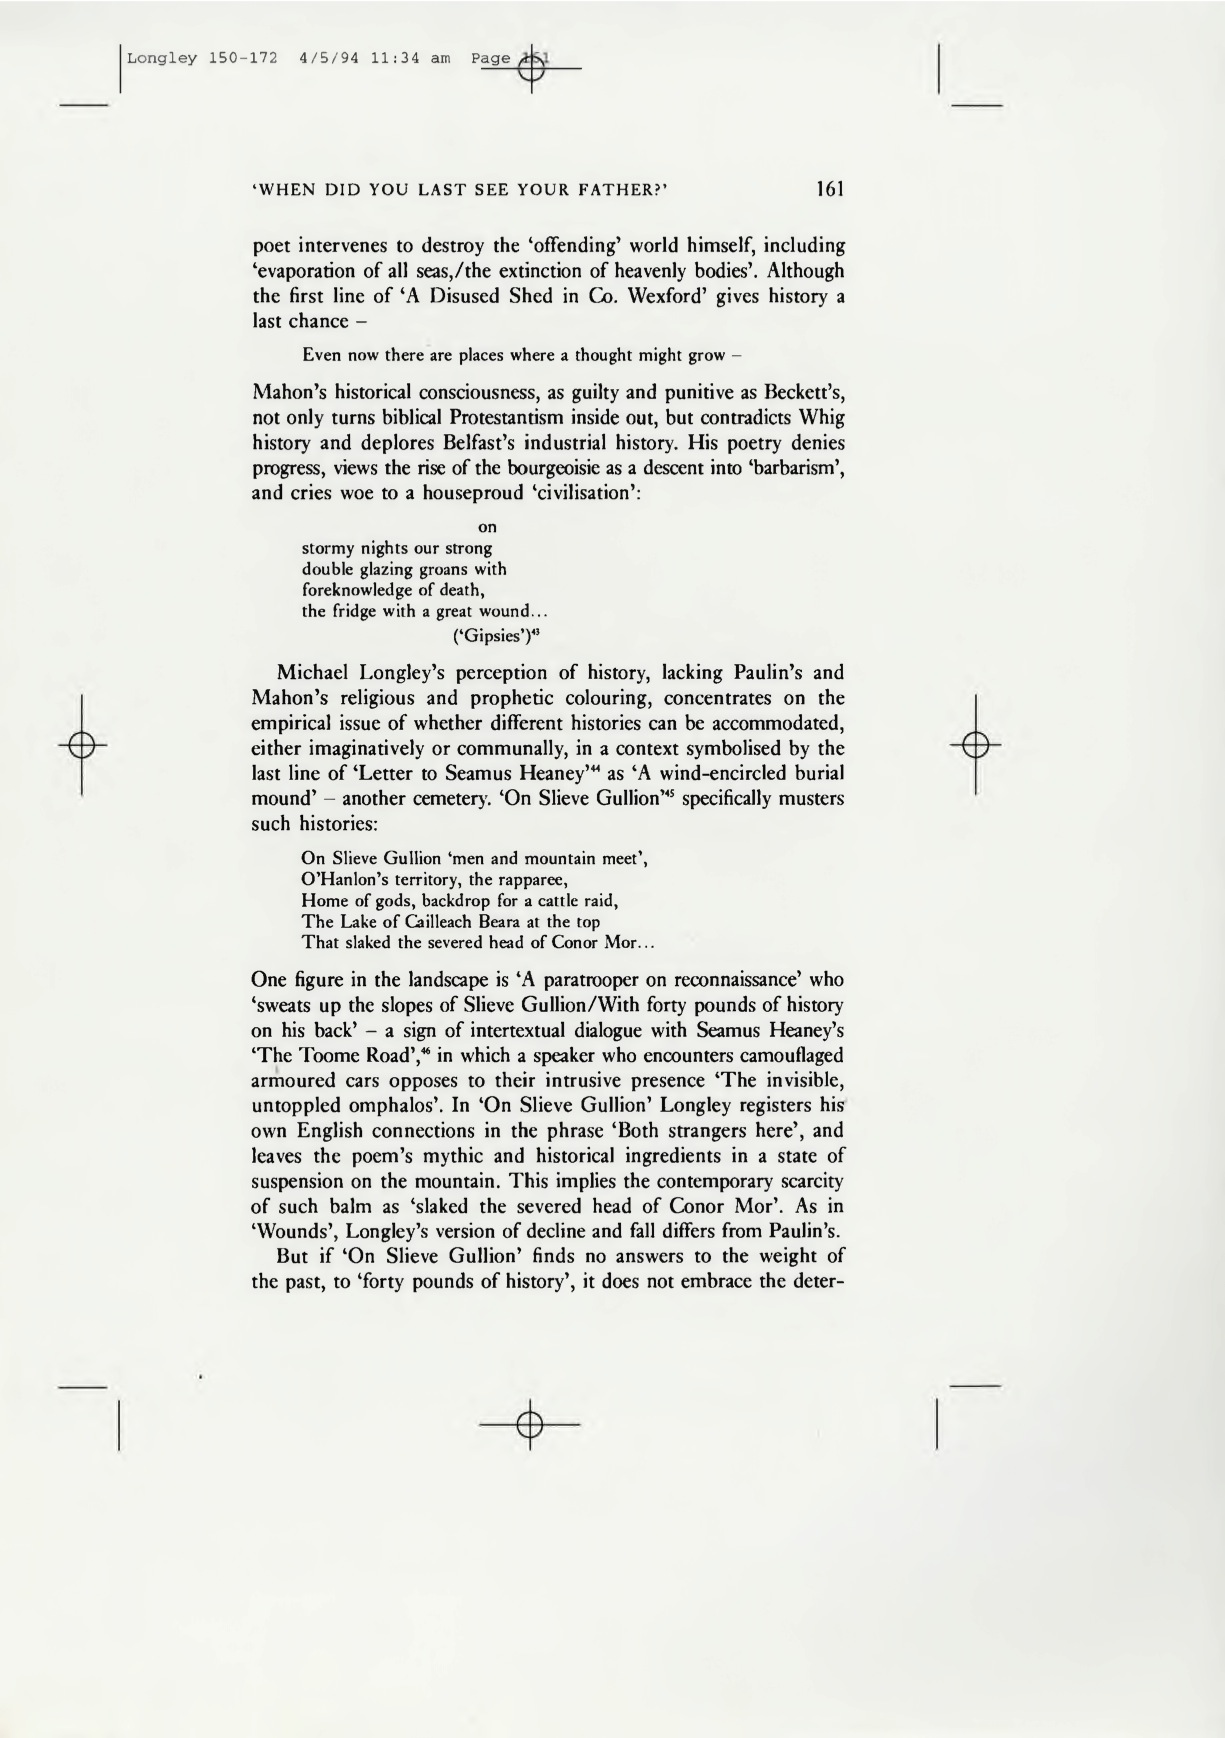 Longley 150-172 4/5/94 11:34 am Page 161
‘WHEN DID YOU LAST SEE YOUR FATHER?’ 161
poet intervenes to destroy the ‘offending’ world himself, including
‘evaporation of all seas,/the extinction of heavenly bodies’. Although
the first line of ‘A Disused Shed in Co. Wexford’ gives history a
last chance –
Even now there are places where a thought might grow –
Mahon’s historical consciousness, as guilty and punitive as Beckett’s,
not only turns biblical Protestantism inside out, but contradicts Whig
history and deplores Belfast’s industrial history. His poetry denies
progress, views the rise of the bourgeoisie as a descent into ‘barbarism’,
and cries woe to a houseproud ‘civilisation’:
on
stormy nights our strong
double glazing groans with
foreknowledge of death,
the fridge with a great wound...
(‘Gipsies’)⁴³
Michael Longley’s perception of history, lacking Paulin’s and
Mahon’s religious and prophetic colouring, concentrates on the
empirical issue of whether different histories can be accommodated,
either imaginatively or communally, in a context symbolised by the
last line of ‘Letter to Seamus Heaney’⁴⁴ as ‘A wind-encircled burial
mound’ – another cemetery. ‘On Slieve Gullion’⁴⁵ specifically musters
such histories:
On Slieve Gullion ‘men and mountain meet’,
O’Hanlon’s territory, the rapparee,
Home of gods, backdrop for a cattle raid,
The Lake of Cailleach Beara at the top
That slaked the severed head of Conor Mor...
One figure in the landscape is ‘A paratrooper on reconnaissance’ who
‘sweats up the slopes of Slieve Gullion/With forty pounds of history
on his back’ – a sign of intertextual dialogue with Seamus Heaney’s
‘The Toome Road’,⁴⁶ in which a speaker who encounters camouflaged
armoured cars opposes to their intrusive presence ‘The invisible,
untoppled omphalos’. In ‘On Slieve Gullion’ Longley registers his
own English connections in the phrase ‘Both strangers here’, and
leaves the poem’s mythic and historical ingredients in a state of
suspension on the mountain. This implies the contemporary scarcity
of such balm as ‘slaked the severed head of Conor Mor’. As in
‘Wounds’, Longley’s version of decline and fall differs from Paulin’s.
But if ‘On Slieve Gullion’ finds no answers to the weight of
the past, to ‘forty pounds of history’, it does not embrace the deter-